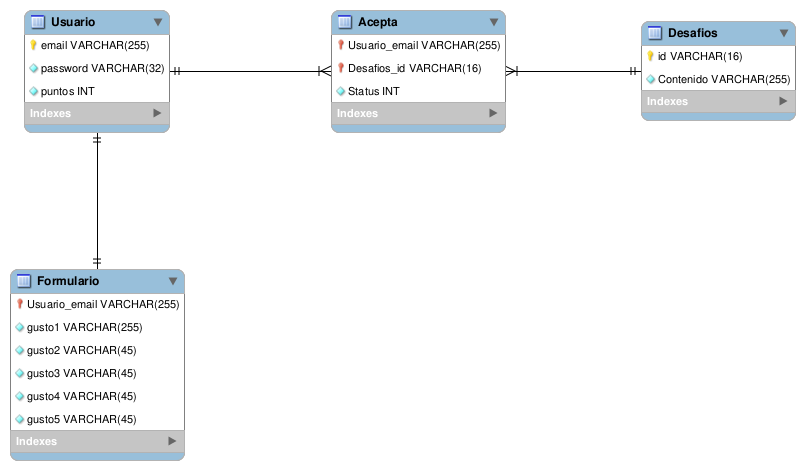 Usuario
email VARCHAR(255)
password VARCHAR(32)
puntos INT
Indexes
Acepta
Usuario_email VARCHAR(255)
Desafios_id VARCHAR(16)
Status INT
Indexes
Desafios
id VARCHAR(16)
Contenido VARCHAR(255)
Indexes
Formulario
Usuario_email VARCHAR(255)
gusto1 VARCHAR(255)
gusto2 VARCHAR(45)
gusto3 VARCHAR(45)
gusto4 VARCHAR(45)
gusto5 VARCHAR(45)
Indexes